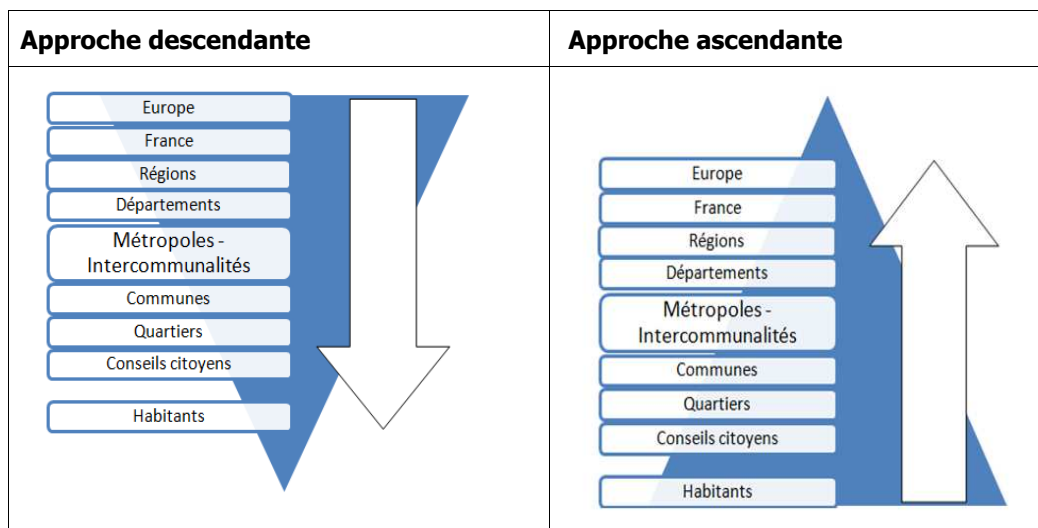 Approche descendante
Europe
France
Régions
Départements
Métropoles -
Intercommunalités
Communes
Quartiers
Conseils citoyens
Habitants
Approche ascendante
Europe
France
Régions
Départements
Métropoles -
Intercommunalités
Communes
Quartiers
Conseils citoyens
Habitants